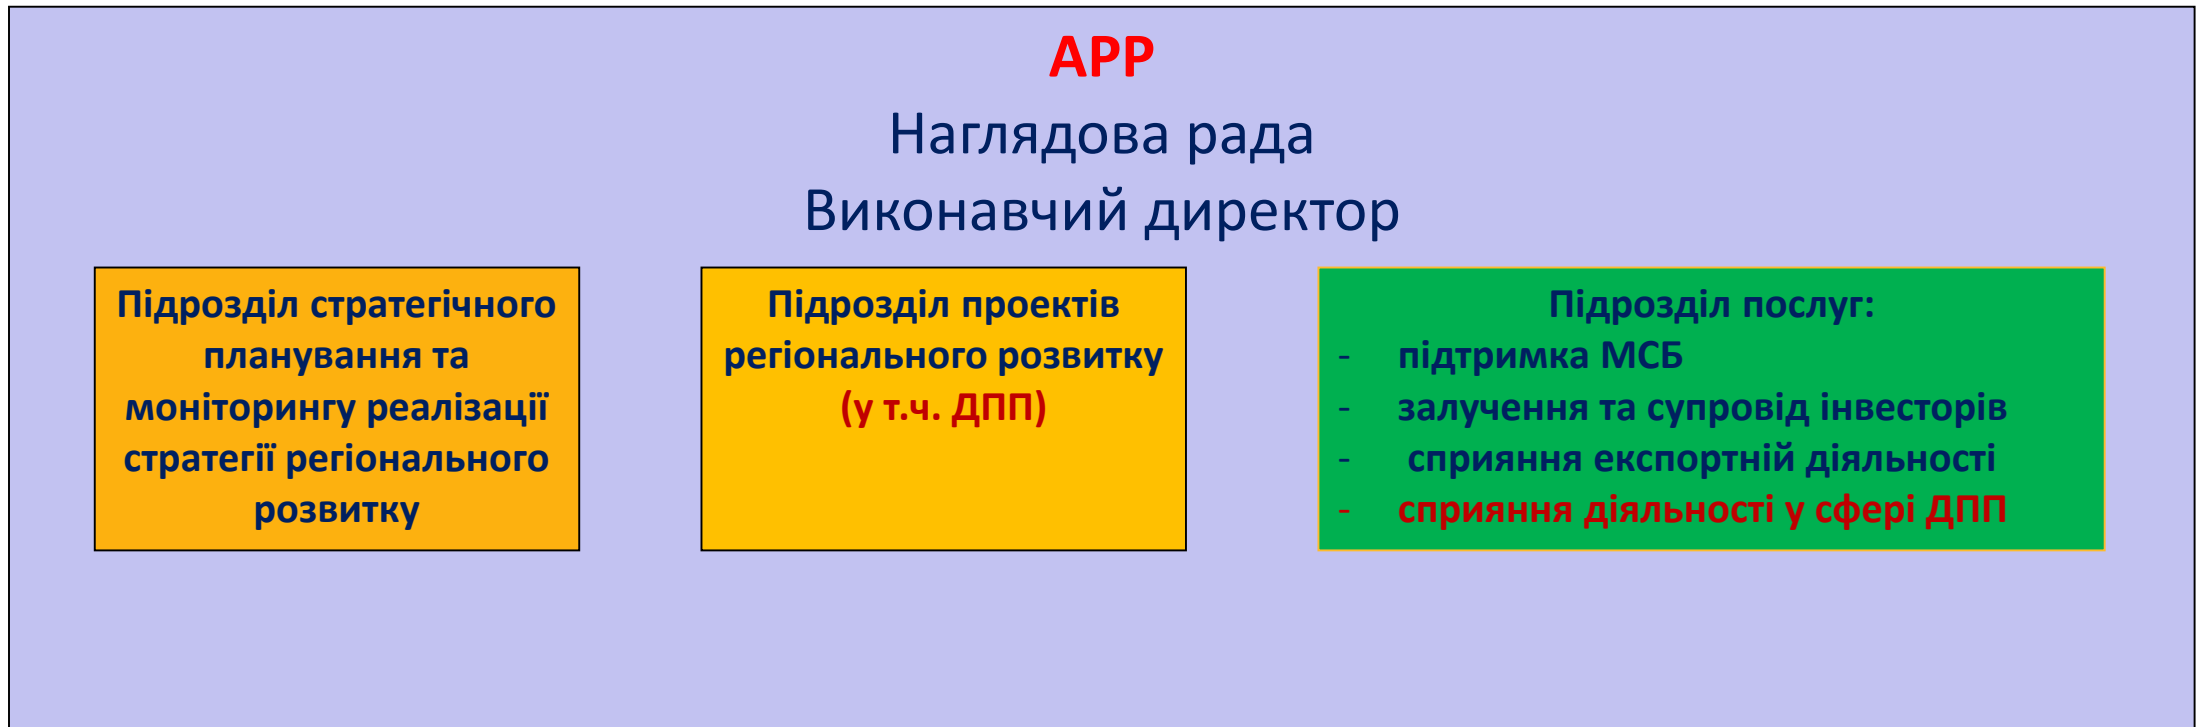 АРР
Наглядова рада
Виконавчий директор
Підрозділ стратегічного
планування та
моніторингу реалізації
стратегії регіонального
розвитку
Підрозділ проектів
регіонального розвитку
(у т.ч. ДПП)
Підрозділ послуг:
- підтримка МСБ
- залучення та супровід інвесторів
- сприяння експортній діяльності
- сприяння діяльності у сфері ДПП